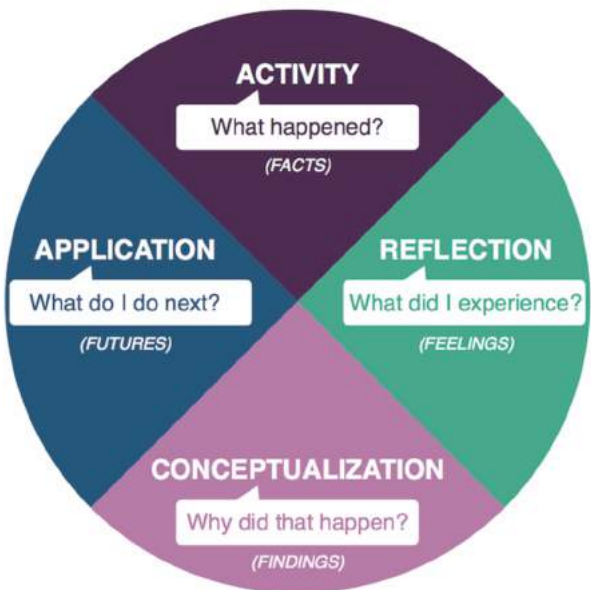 ACTIVITY
What happened?
(FACTS)
APPLICATION
What do I do next?
(FUTURES)
REFLECTION
What did I experience?
(FEELINGS)
CONCEPTUALIZATION
Why did that happen?
(FINDINGS)